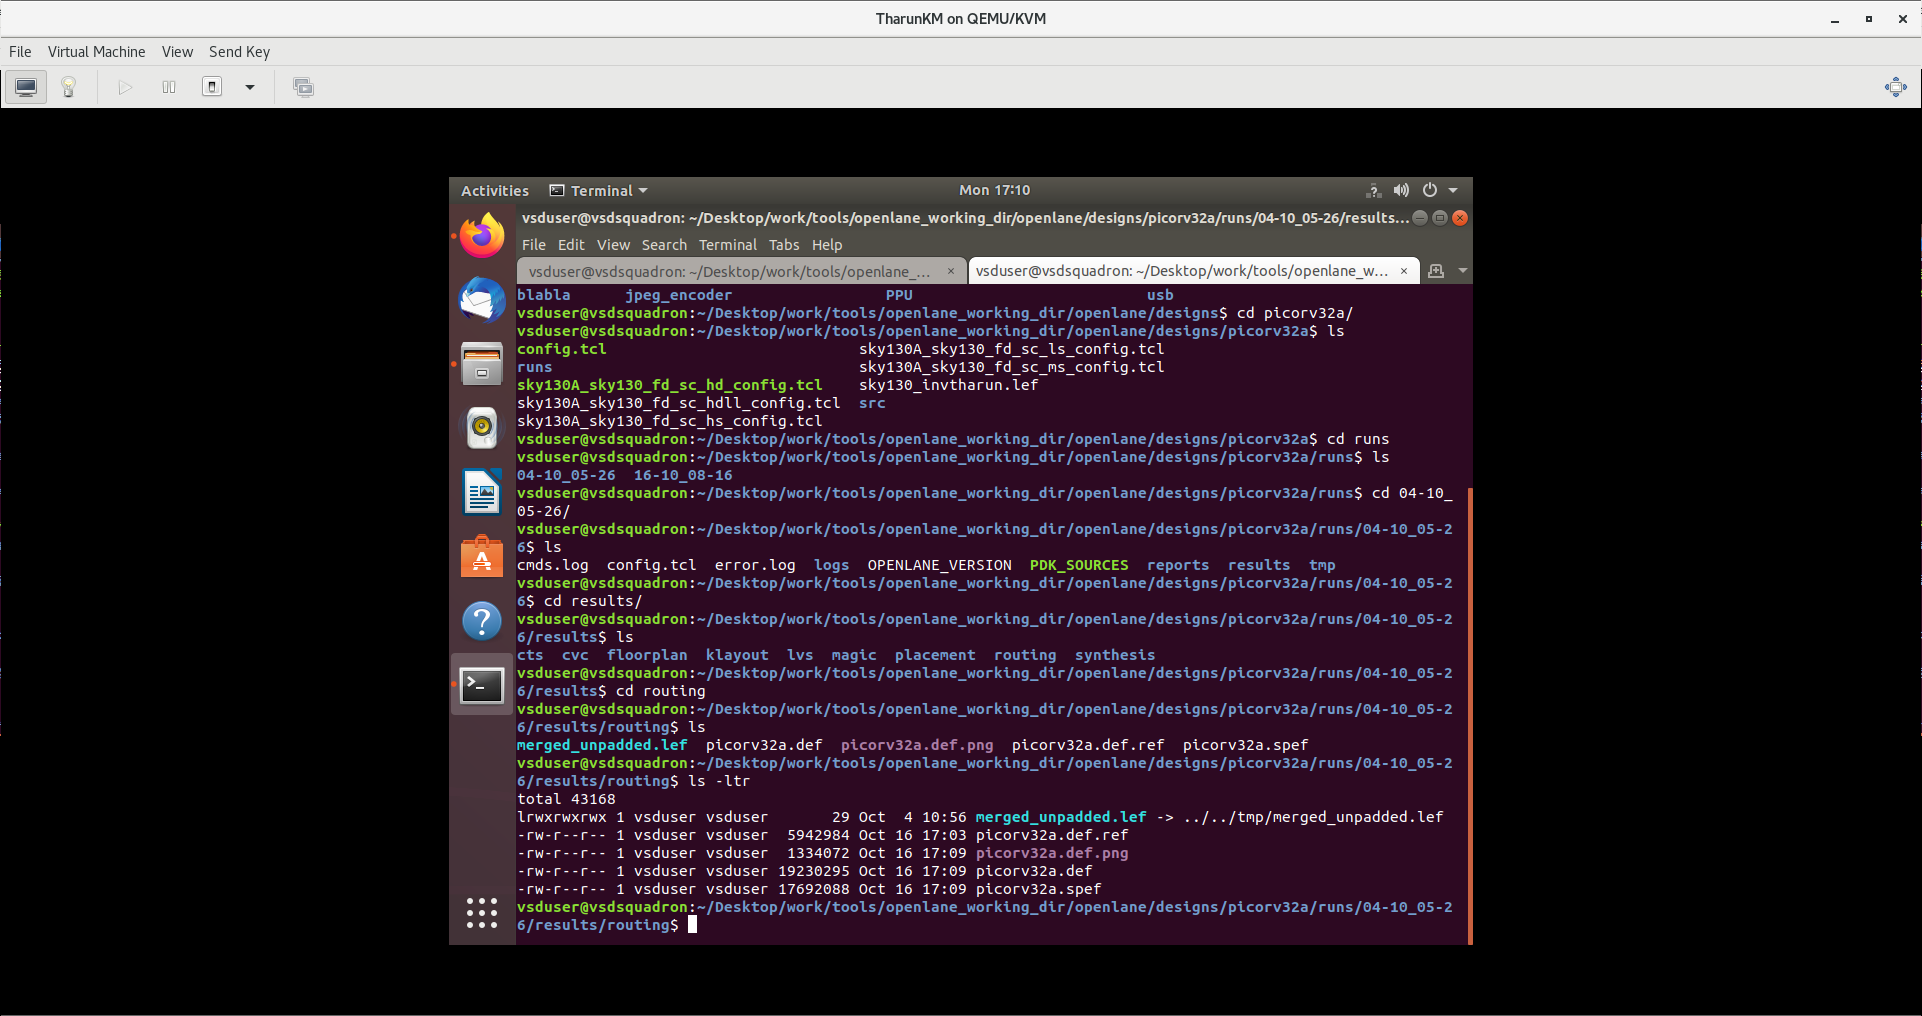 TharunKM on QEMU/KVM
File Virtual Machine View Send Key
Activities Terminal Mon 17:10
vsduser@vsdsquadron: ~/Desktop/work/tools/openlane_working_dir/openlane/designs/picorv32a/runs/04-10_05-26/results...
File Edit View Search Terminal Tabs Help
vsduser@vsdsquadron: ~/Desktop/work/tools/openlane_... × vsduser@vsdsquadron: ~/Desktop/work/tools/openlane_w... ×
blabla jpeg_encoder PPU usb
vsduser@vsdsquadron:~/Desktop/work/tools/openlane_working_dir/openlane/designs$ cd picorv32a/
vsduser@vsdsquadron:~/Desktop/work/tools/openlane_working_dir/openlane/designs/picorv32a$ ls
config.tcl sky130A_sky130_fd_sc_ls_config.tcl
runs sky130A_sky130_fd_sc_ms_config.tcl
sky130A_sky130_fd_sc_hd_config.tcl sky130_invtharun.lef
sky130A_sky130_fd_sc_hdll_config.tcl src
sky130A_sky130_fd_sc_hs_config.tcl
vsduser@vsdsquadron:~/Desktop/work/tools/openlane_working_dir/openlane/designs/picorv32a$ cd runs
vsduser@vsdsquadron:~/Desktop/work/tools/openlane_working_dir/openlane/designs/picorv32a/runs$ ls
04-10_05-26 16-10_08-16
vsduser@vsdsquadron:~/Desktop/work/tools/openlane_working_dir/openlane/designs/picorv32a/runs$ cd 04-10_
05-26/
vsduser@vsdsquadron:~/Desktop/work/tools/openlane_working_dir/openlane/designs/picorv32a/runs/04-10_05-2
6$ ls
cmds.log config.tcl error.log logs OPENLANE_VERSION PDK_SOURCES reports results tmp
vsduser@vsdsquadron:~/Desktop/work/tools/openlane_working_dir/openlane/designs/picorv32a/runs/04-10_05-2
6$ cd results/
vsduser@vsdsquadron:~/Desktop/work/tools/openlane_working_dir/openlane/designs/picorv32a/runs/04-10_05-2
6/results$ ls
cts cvc floorplan klayout lvs magic placement routing synthesis
vsduser@vsdsquadron:~/Desktop/work/tools/openlane_working_dir/openlane/designs/picorv32a/runs/04-10_05-2
6/results$ cd routing
vsduser@vsdsquadron:~/Desktop/work/tools/openlane_working_dir/openlane/designs/picorv32a/runs/04-10_05-2
6/results/routing$ ls
merged_unpadded.lef picorv32a.def picorv32a.def.png picorv32a.def.ref picorv32a.spef
vsduser@vsdsquadron:~/Desktop/work/tools/openlane_working_dir/openlane/designs/picorv32a/runs/04-10_05-2
6/results/routing$ ls -ltr
total 43168
lrwxrwxrwx 1 vsduser vsduser 29 Oct 4 10:56 merged_unpadded.lef -> ../../tmp/merged_unpadded.lef
-rw-r--r-- 1 vsduser vsduser 5942984 Oct 16 17:03 picorv32a.def.ref
-rw-r--r-- 1 vsduser vsduser 1334072 Oct 16 17:09 picorv32a.def.png
-rw-r--r-- 1 vsduser vsduser 19230295 Oct 16 17:09 picorv32a.def
-rw-r--r-- 1 vsduser vsduser 17692088 Oct 16 17:09 picorv32a.spef
vsduser@vsdsquadron:~/Desktop/work/tools/openlane_working_dir/openlane/designs/picorv32a/runs/04-10_05-2
6/results/routing$